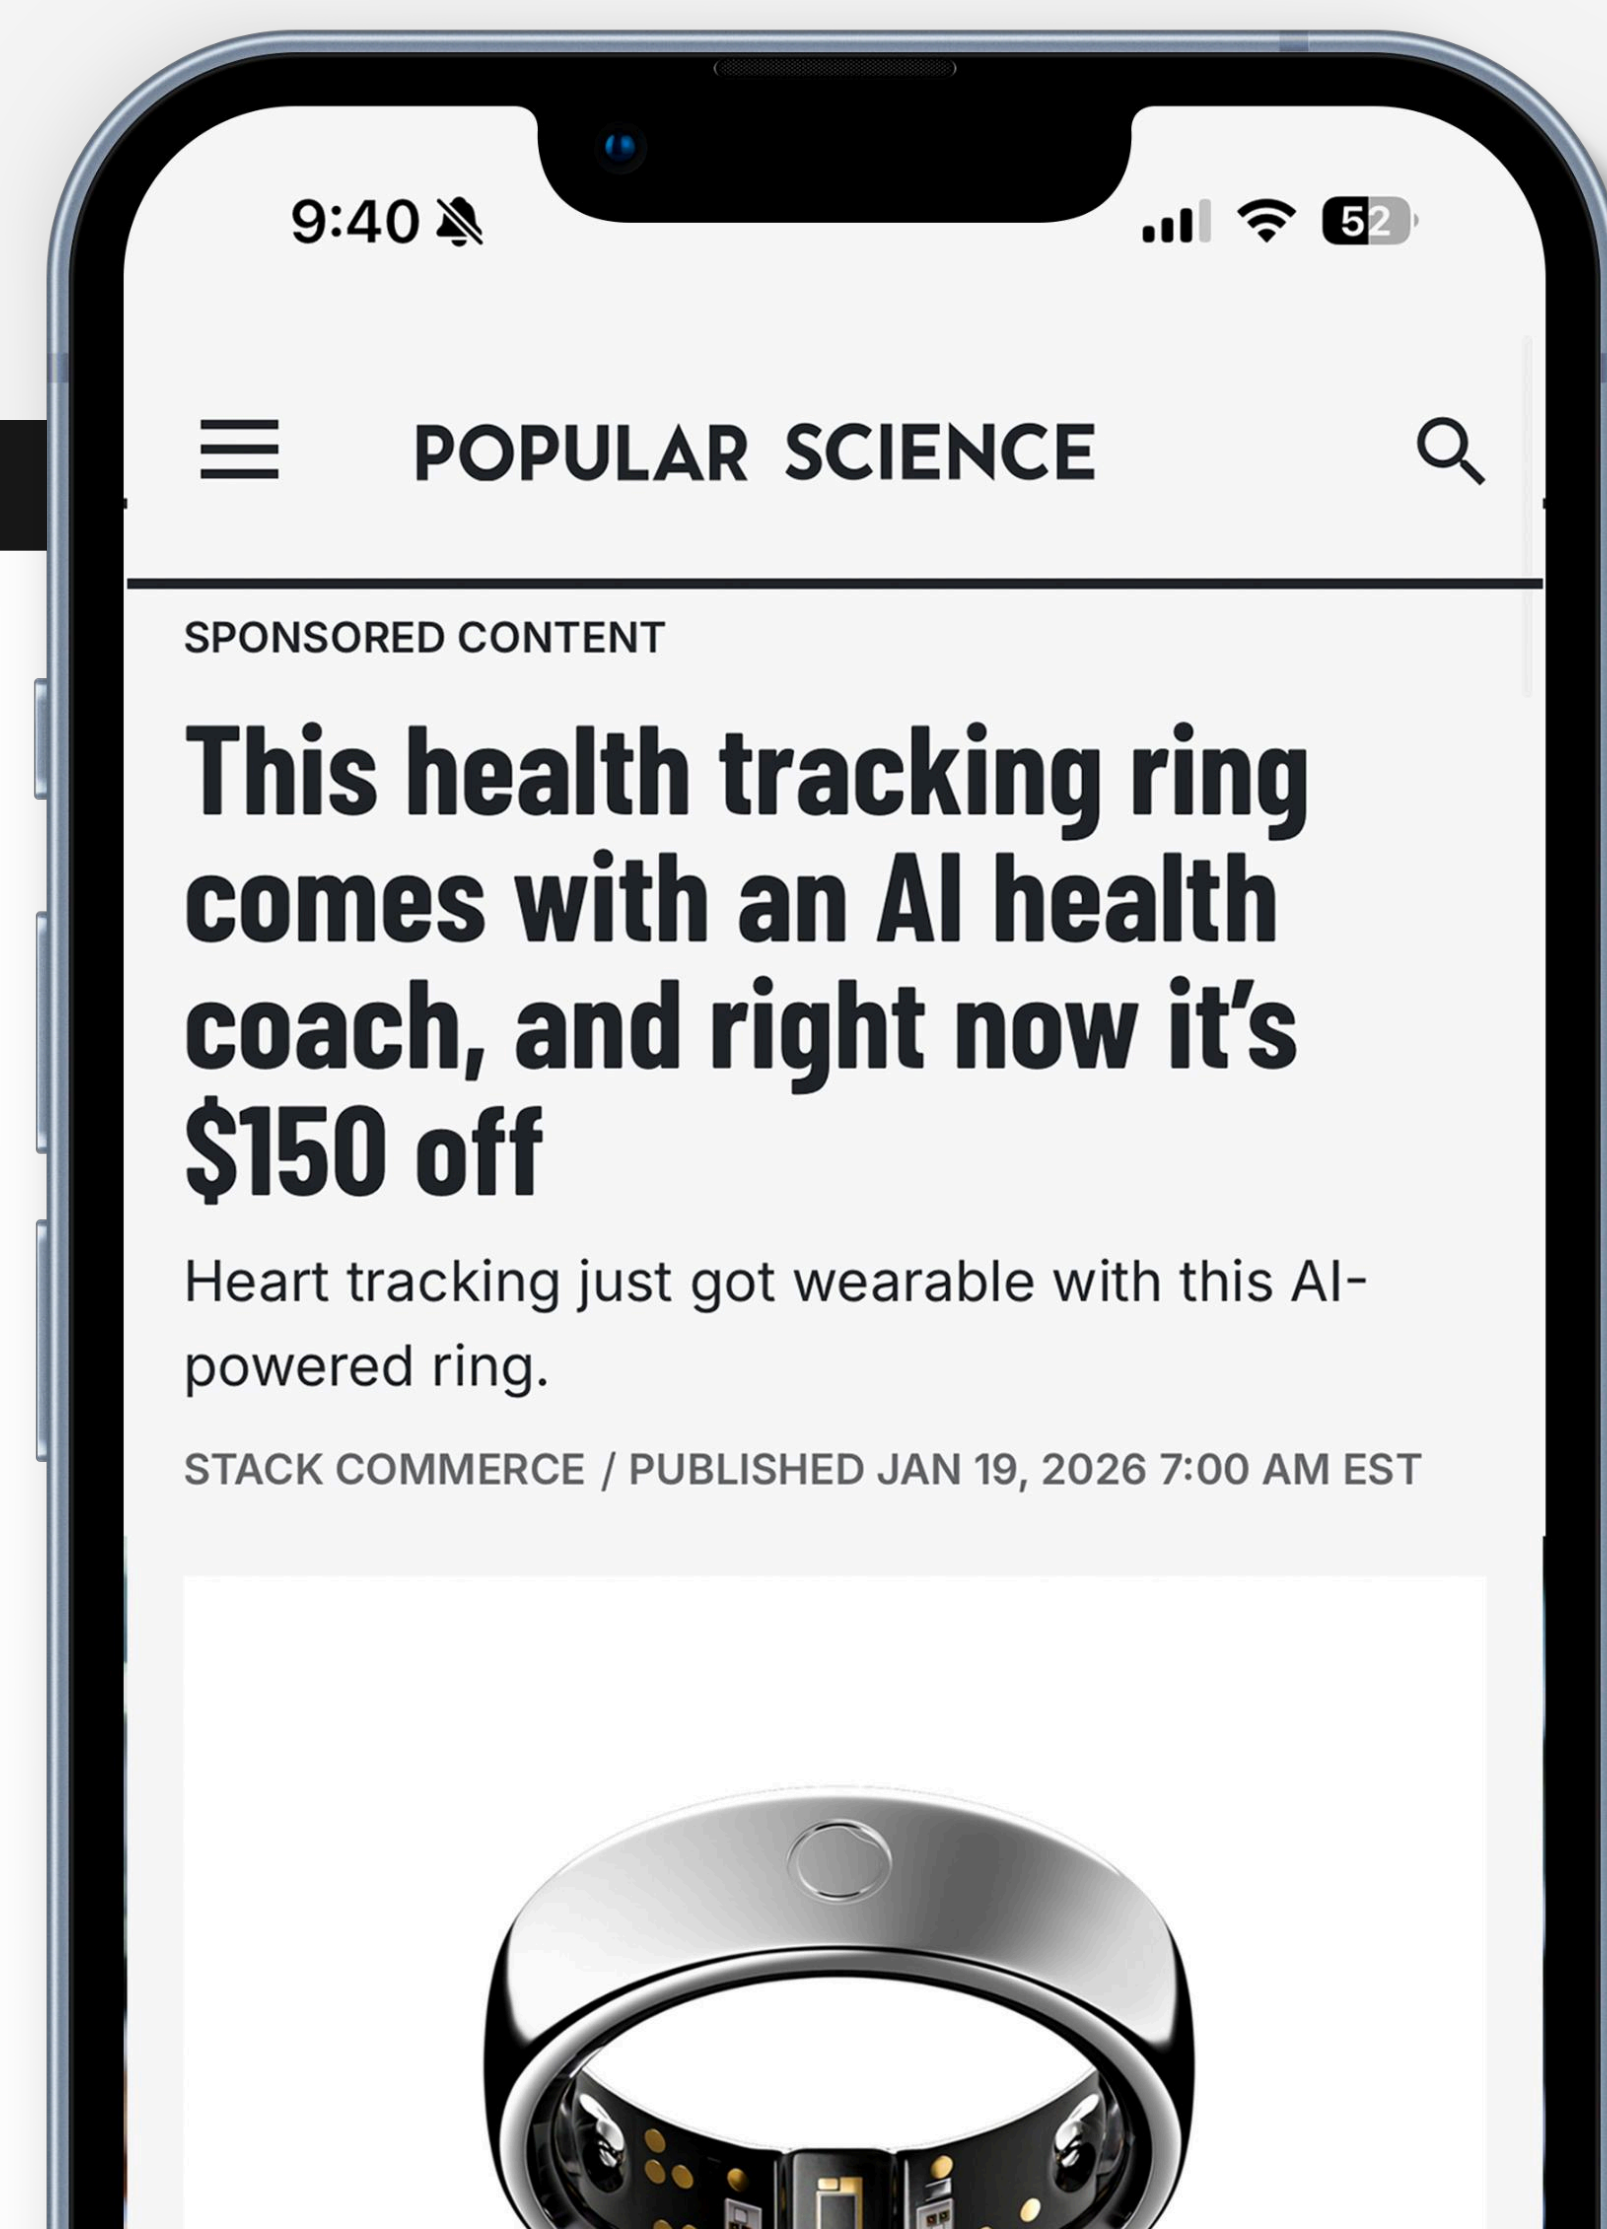 9:40
52
POPULAR SCIENCE
SPONSORED CONTENT
This health tracking ring
comes with an AI health
coach, and right now it’s
$150 off
Heart tracking just got wearable with this AI-
powered ring.
STACK COMMERCE / PUBLISHED JAN 19, 2026 7:00 AM EST